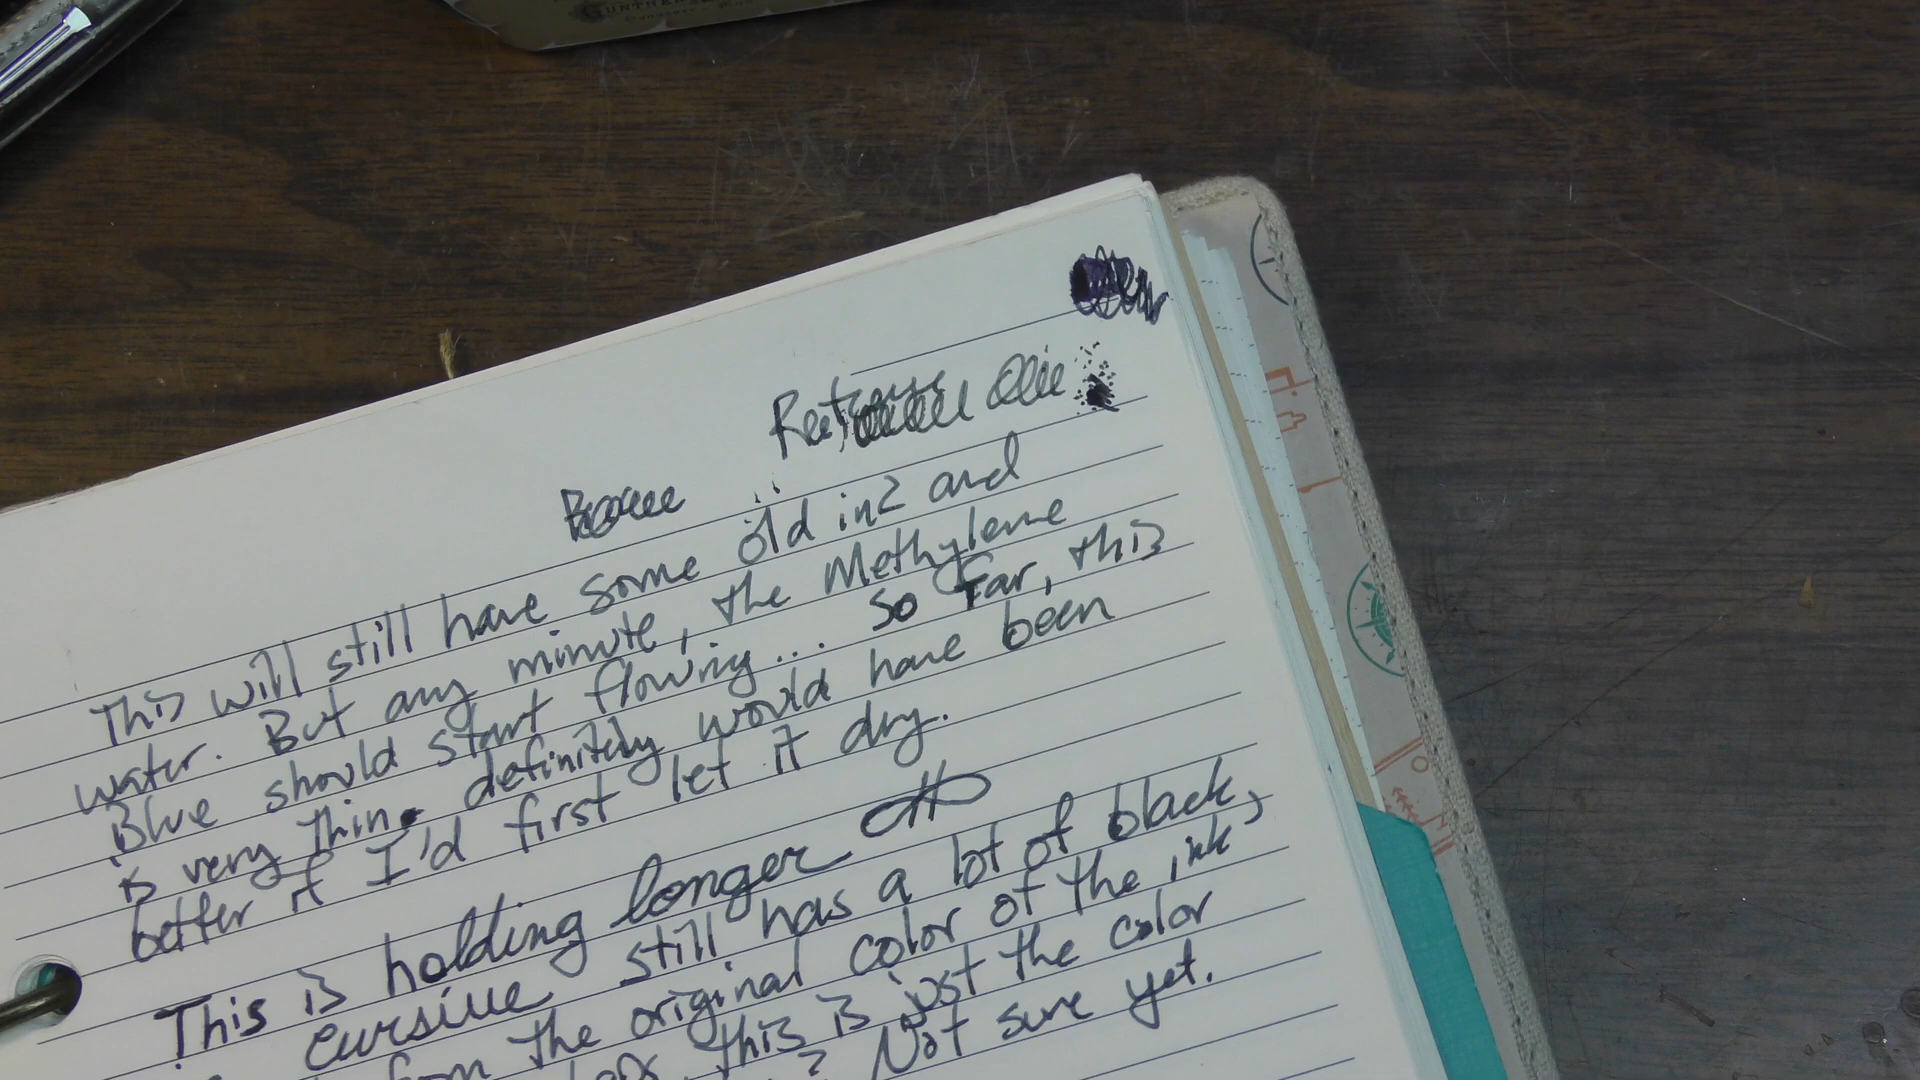 GUNTHER
This will still have some old ink and
water. But any minute, the Methylene
Blue should start flowing... So far, this
is very thin. definitely would have been
better if I'd first let it dry.
This is holding longer
cursive still has a lot of black,
from the original color of the ink,
this is just the color
? Not sure yet.